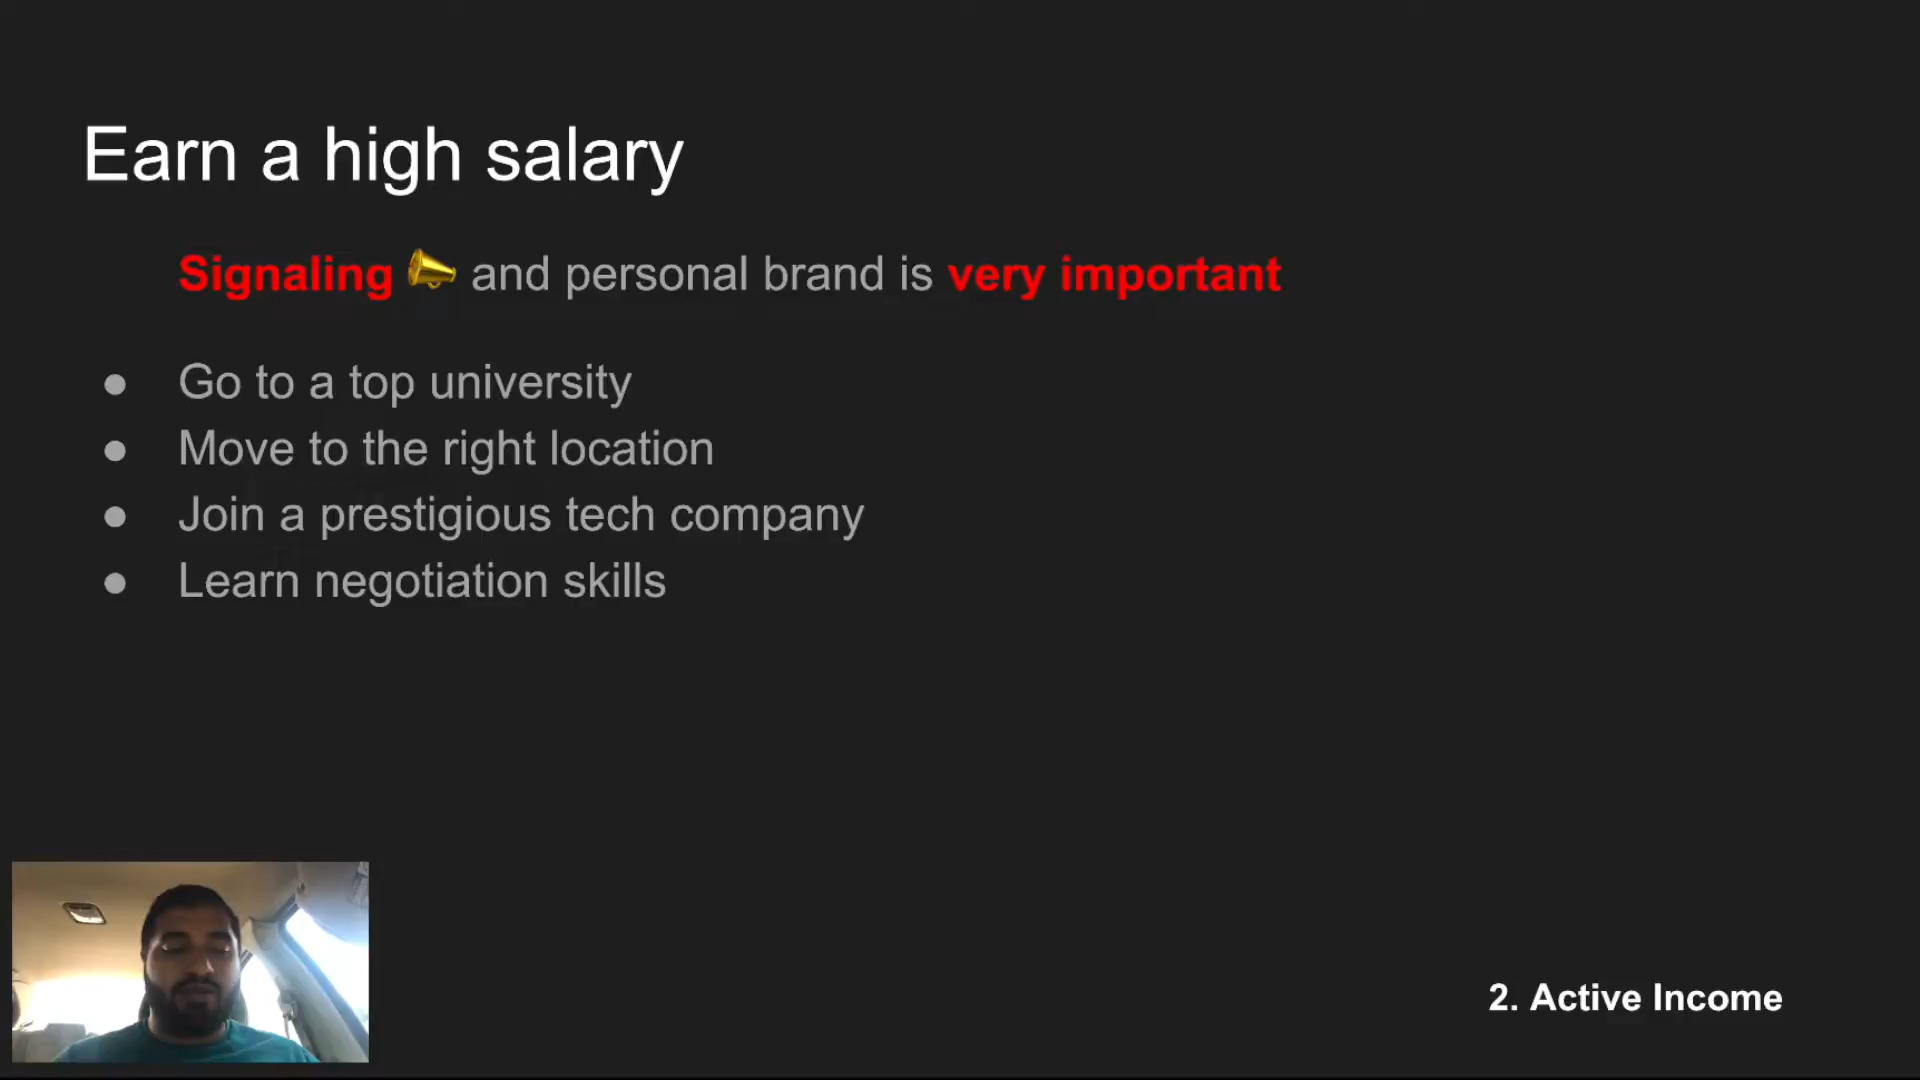 Earn a high salary
Signaling 📣 and personal brand is very important
● Go to a top university
● Move to the right location
● Join a prestigious tech company
● Learn negotiation skills
2. Active Income